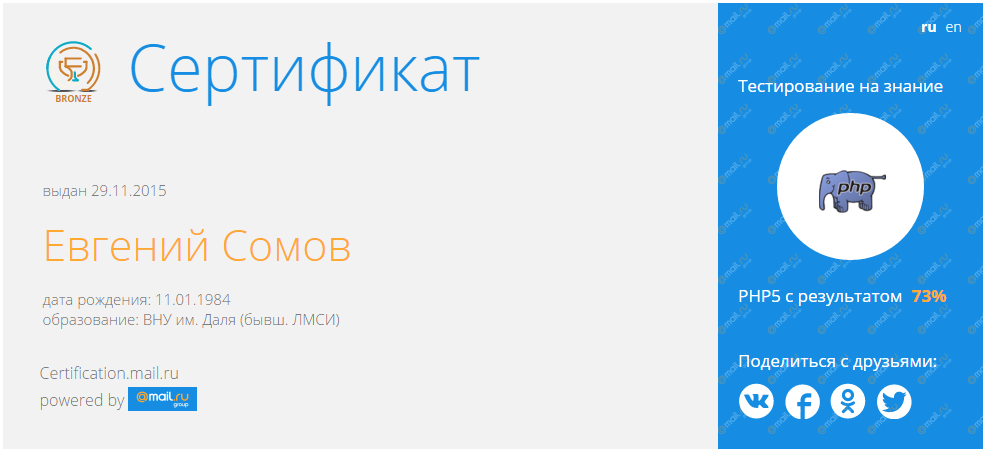 BRONZE
Сертификат
выдан 29.11.2015
Евгений Сомов
дата рождения: 11.01.1984
образование: ВНУ им. Даля (бывш. ЛМСИ)
Certification.mail.ru
powered by @mail.ru group
ru en
Тестирование на знание
php
PHP5 с результатом 73%
Поделиться с друзьями: